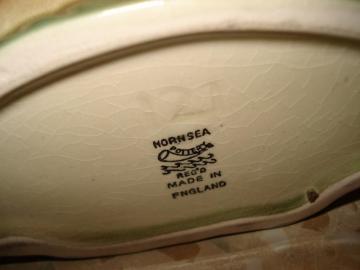 HORNSEA
POTTERY
REG'D
MADE IN
ENGLAND